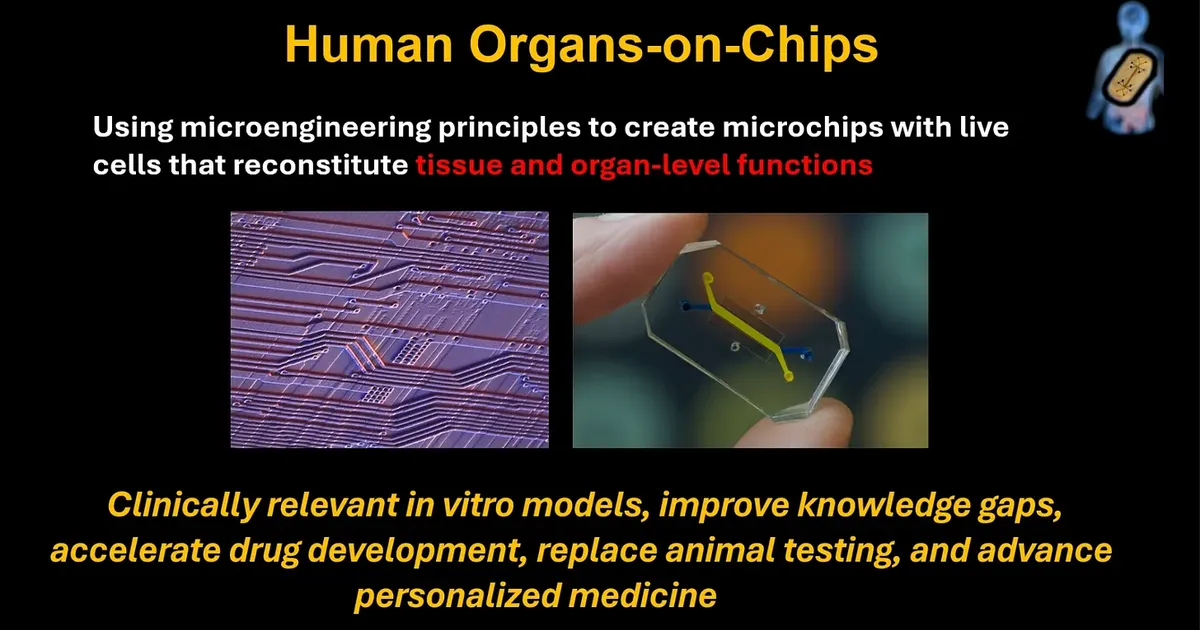 Human Organs-on-Chips
Using microengineering principles to create microchips with live
cells that reconstitute tissue and organ-level functions
Clinically relevant in vitro models, improve knowledge gaps,
accelerate drug development, replace animal testing, and advance
personalized medicine